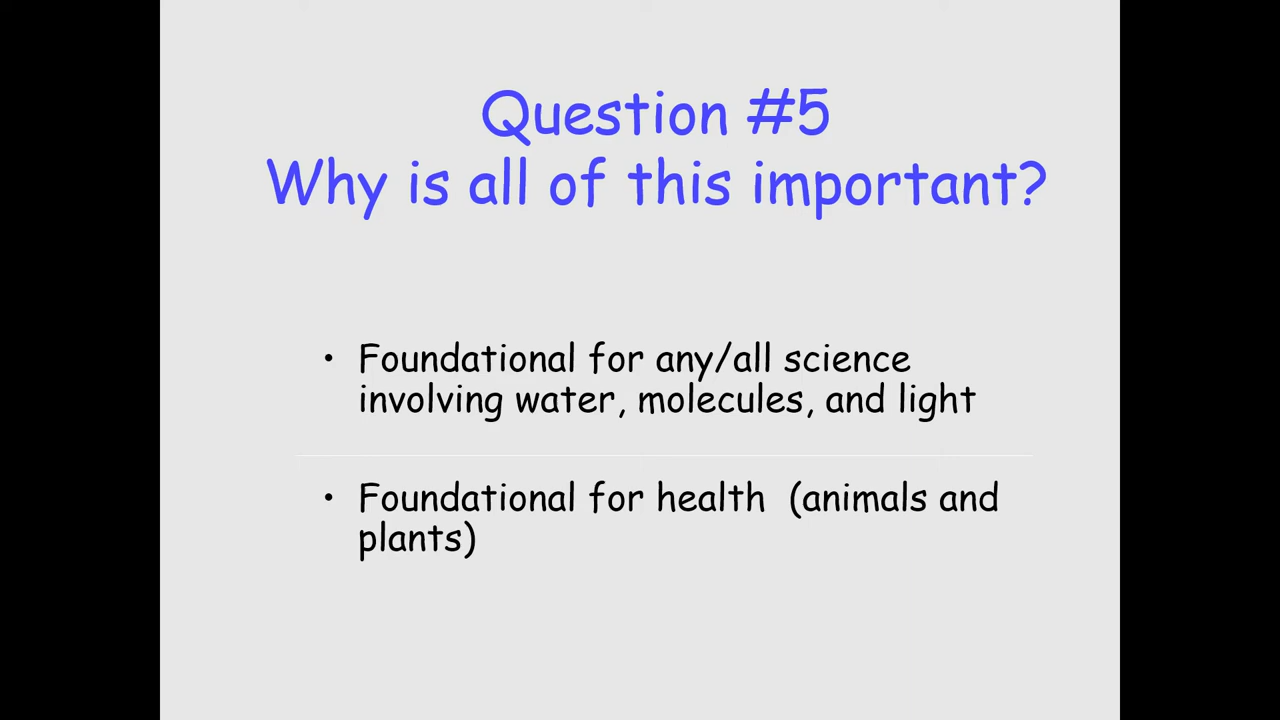 Question #5
Why is all of this important?
• Foundational for any/all science
involving water, molecules, and light
• Foundational for health  (animals and
plants)